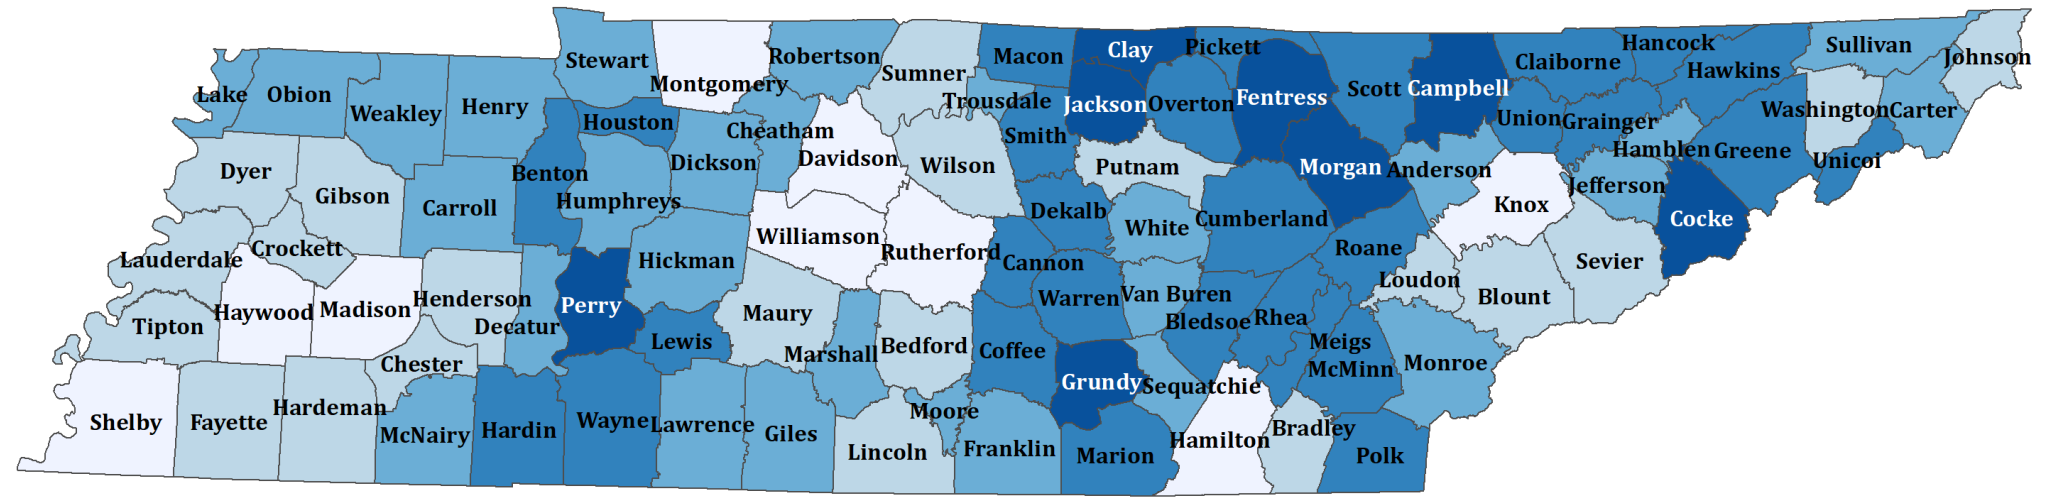 Stewart
Montgomery
Robertson
Sumner
Macon
Clay
Pickett
Fentress
Scott
Campbell
Claiborne
Hancock
Hawkins
Sullivan
Johnson
Lake
Obion
Weakley
Henry
Houston
Cheatham
Trousdale
Jackson
Overton
Smith
Union
Grainger
Washington
Carter
Dyer
Gibson
Carroll
Benton
Humphreys
Dickson
Davidson
Wilson
Putnam
Morgan
Anderson
Hamblen
Greene
Unicoi
Jefferson
Knox
Cocke
Lauderdale
Crockett
Hickman
Williamson
Rutherford
Dekalb
White
Cumberland
Roane
Loudon
Blount
Sevier
Tipton
Haywood
Madison
Henderson
Decatur
Perry
Lewis
Maury
Marshall
Bedford
Cannon
Coffee
Warren
Van Buren
Bledsoe
Rhea
Meigs
McMinn
Monroe
Chester
Shelby
Fayette
Hardeman
McNairy
Hardin
Wayne
Lawrence
Giles
Lincoln
Moore
Franklin
Grundy
Sequatchie
Marion
Hamilton
Bradley
Polk